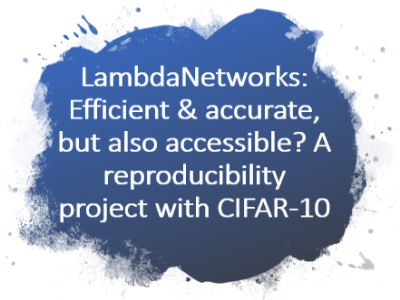 LambdaNetworks:
Efficient & accurate,
but also accessible? A
reproducibility
project with CIFAR-10